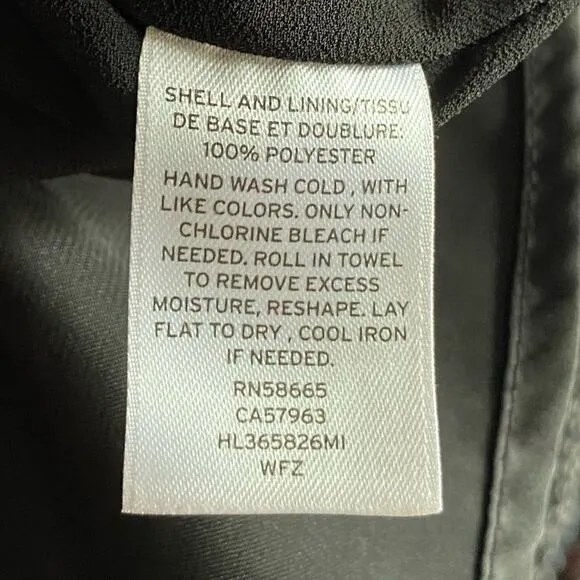 SHELL AND LINING/TISSU
DE BASE ET DOUBLURE:
100% POLYESTER
HAND WASH COLD, WITH
LIKE COLORS. ONLY NON-
CHLORINE BLEACH IF
NEEDED. ROLL IN TOWEL
TO REMOVE EXCESS
MOISTURE, RESHAPE. LAY
FLAT TO DRY, COOL IRON
IF NEEDED.
RN58665
CA57963
HL365826MI
WFZ